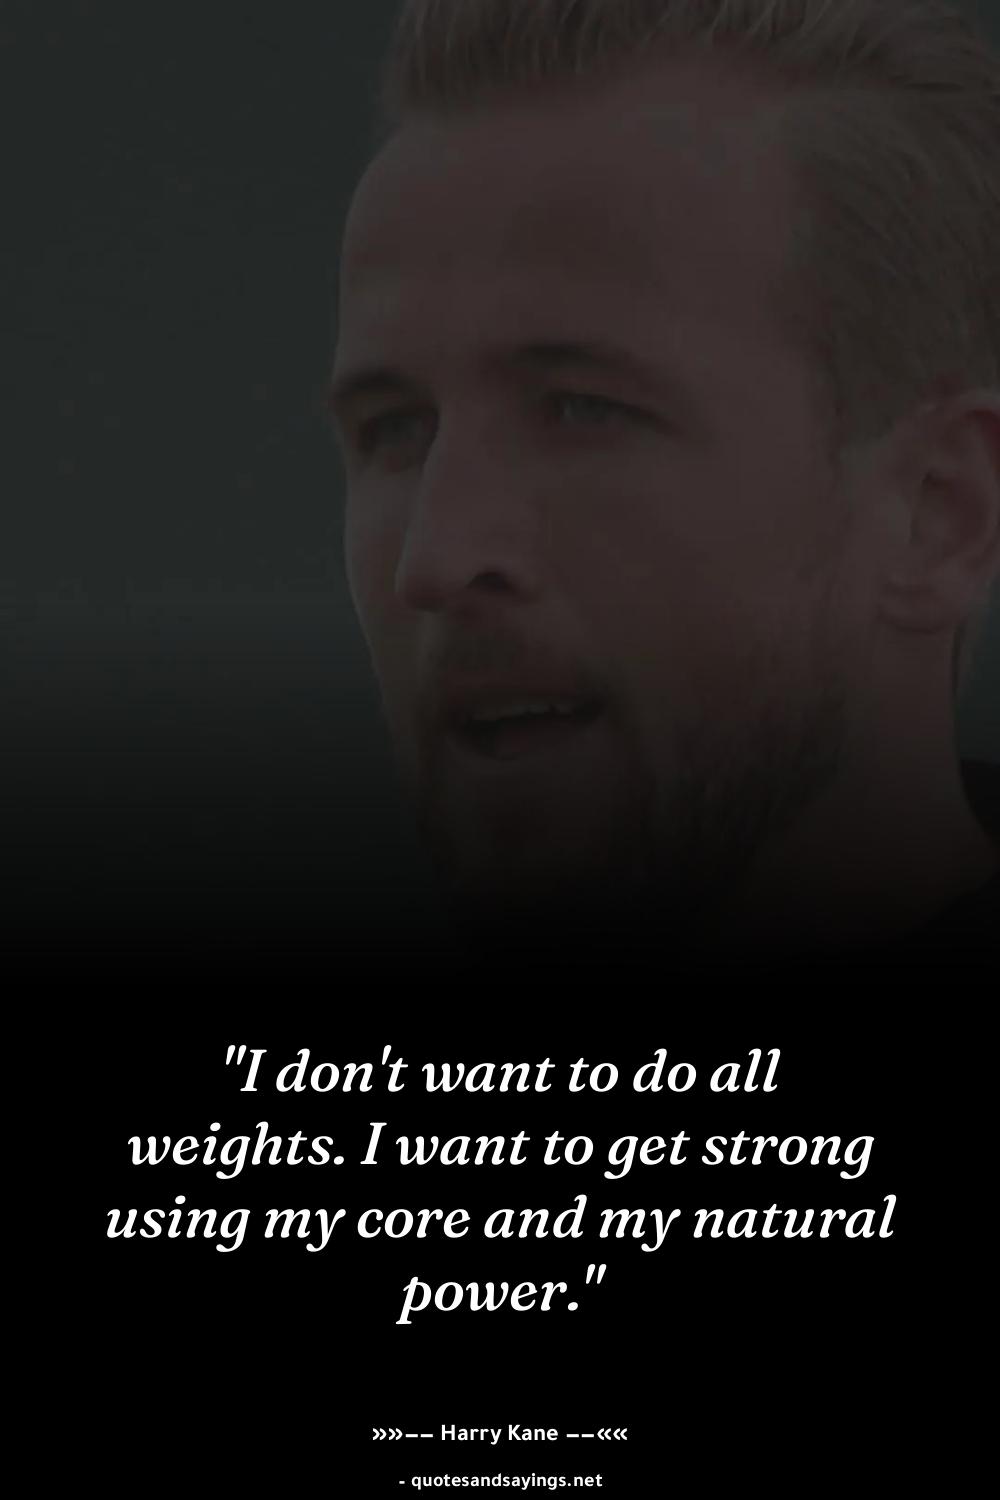 "I don't want to do all
weights. I want to get strong
using my core and my natural
power."
»»−− Harry Kane −−««
- quotesandsayings.net